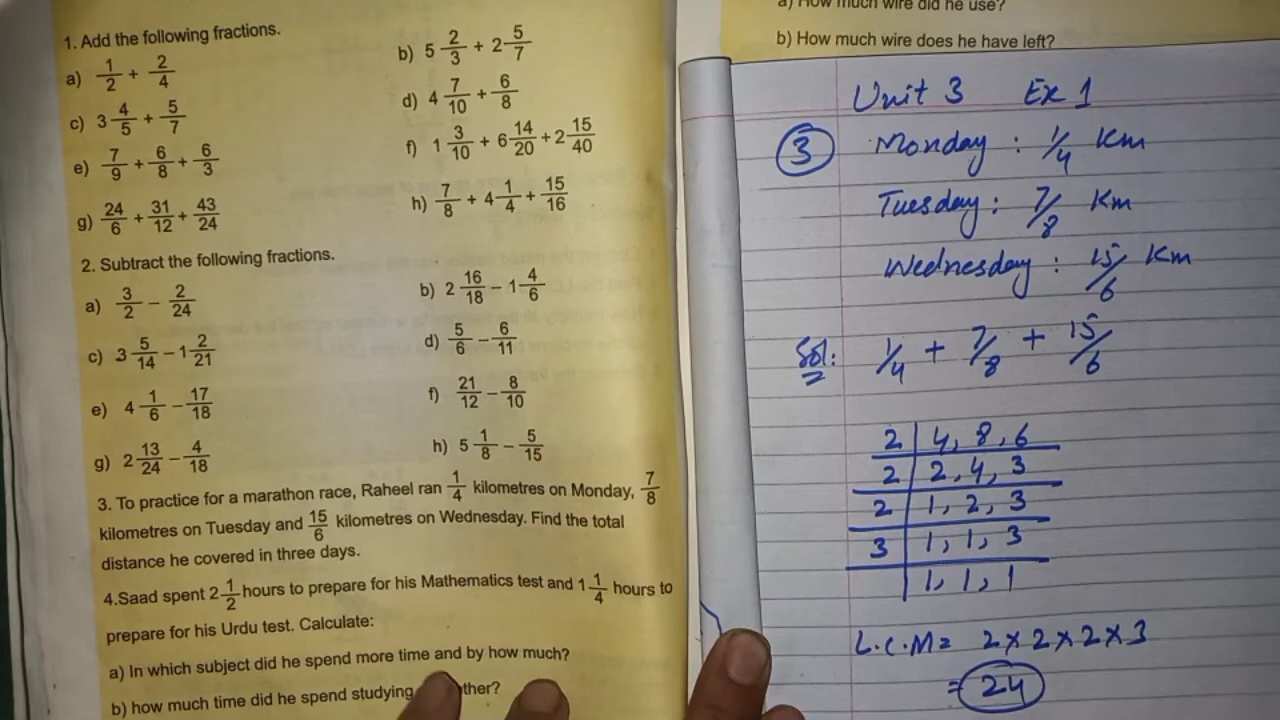 1. Add the following fractions.
a) 1/2 + 2/4
b) 5 2/3 + 2 5/7
c) 3 4/5 + 5/7
d) 4 7/10 + 6/8
e) 7/9 + 6/8 + 6/3
f) 1 3/10 + 6 14/20 + 2 15/40
g) 24/6 + 31/12 + 43/24
h) 7/8 + 4 1/4 + 15/16
2. Subtract the following fractions.
a) 3/2 − 2/24
b) 2 16/18 − 1 4/6
c) 3 5/14 − 1 2/21
d) 5/6 − 6/11
e) 4 1/6 − 17/18
f) 21/12 − 8/10
g) 2 13/24 − 4/18
h) 5 1/8 − 5/15
3. To practice for a marathon race, Raheel ran 1/4 kilometres on Monday, 7/8
kilometres on Tuesday and 15/6 kilometres on Wednesday. Find the total
distance he covered in three days.
4.Saad spent 2 1/2 hours to prepare for his Mathematics test and 1 1/4 hours to
prepare for his Urdu test. Calculate:
a) In which subject did he spend more time and by how much?
b) how much time did he spend studying ther?
a) How much wire did he use?
b) How much wire does he have left?
Unit 3 Ex 1
3 Monday : 1/4 Km
Tuesday : 7/8 Km
Wednesday : 15/6 Km
Sol: 1/4 + 7/8 + 15/6
2 | 4, 8, 6
2 | 2, 4, 3
2 | 1, 2, 3
3 | 1, 1, 3
| 1, 1, 1
L.C.M = 2 × 2 × 2 × 3
= 24